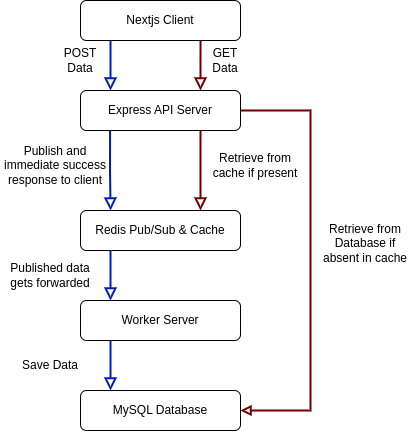 Nextjs Client
POST
Data
GET
Data
Express API Server
Publish and
immediate success
response to client
Retrieve from
cache if present
Redis Pub/Sub & Cache
Retrieve from
Database if
absent in cache
Published data
gets forwarded
Worker Server
Save Data
MySQL Database